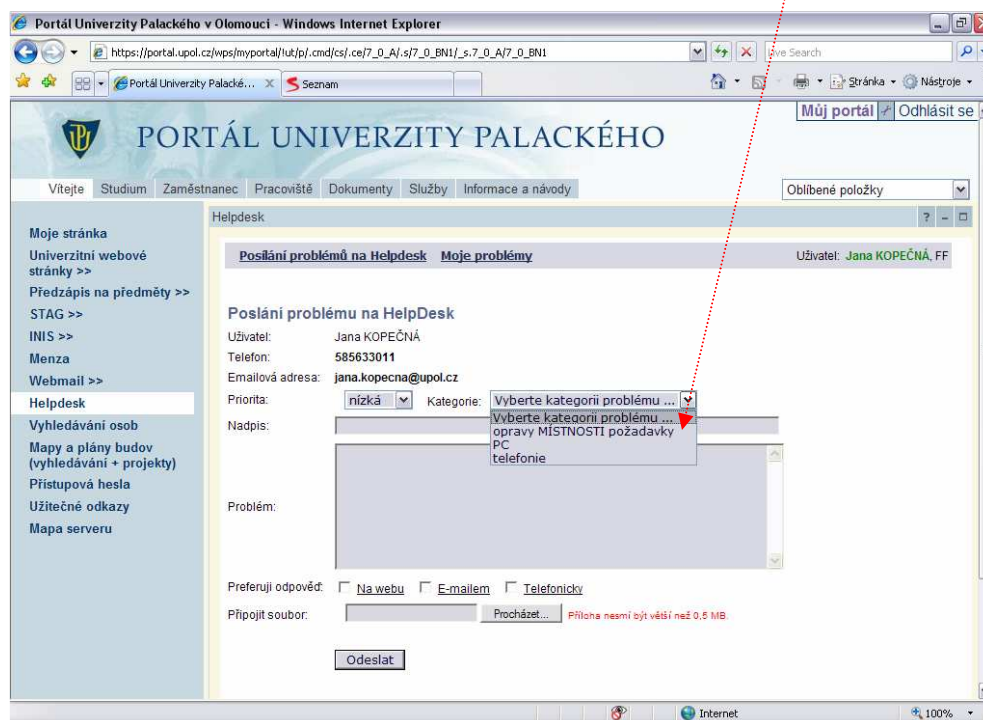 Portál Univerzity Palackého v Olomouci - Windows Internet Explorer
https://portal.upol.cz/wps/myportal/!ut/p/.cmd/cs/.ce/7_0_A/.s/7_0_BN1/_s.7_0_A/7_0_BN1
Live Search
Portál Univerzity Palacké... X Seznam
Stránka Nástroje
Můj portál Odhlásit se
PORTÁL UNIVERZITY PALACKÉHO
Vítejte Studium Zaměstnanec Pracoviště Dokumenty Služby Informace a návody
Oblíbené položky
Helpdesk
Moje stránka
Univerzitní webové
stránky >>
Předzápis na předměty >>
STAG >>
INIS >>
Menza
Webmail >>
Helpdesk
Vyhledávání osob
Mapy a plány budov
(vyhledávání + projekty)
Přístupová hesla
Užitečné odkazy
Mapa serveru
Posílání problémů na Helpdesk Moje problémy
Uživatel: Jana KOPEČNÁ, FF
Poslání problému na HelpDesk
Uživatel: Jana KOPEČNÁ
Telefon: 585633011
Emailová adresa: jana.kopecna@upol.cz
Priorita: nízká Kategorie: Vyberte kategorii problému ...
Vyberte kategorii problému ...
opravy MÍSTNOSTI požadavky
PC
telefonie
Nadpis:
Problém:
Preferuji odpověď: Na webu E-mailem Telefonicky
Připojit soubor: Procházet... Příloha nesmí být větší než 0,5 MB.
Odeslat
Internet
100%